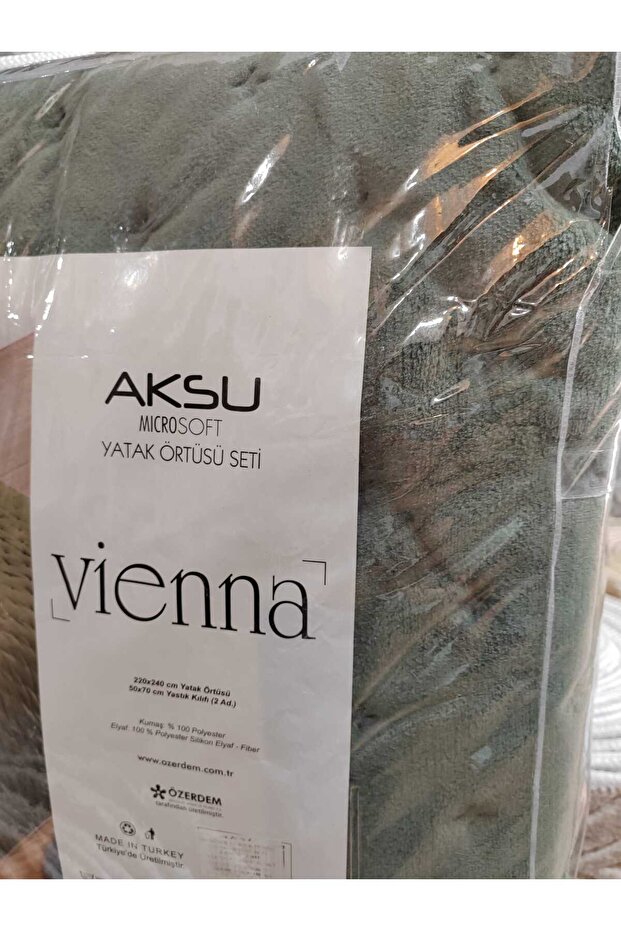 AKSU
MICROSOFT
YATAK ÖRTÜSÜ SETİ
vienna
220x240 cm Yatak Örtüsü
50x70 cm Yastık Kılıfı (2 Ad.)
Kumaş: % 100 Polyester
Elyaf: 100 % Polyester Silikon Elyaf - Fiber
www.ozerdem.com.tr
ÖZERDEM
tarafından üretilmiştir.
MADE IN TURKEY
Türkiye'de Üretilmiştir